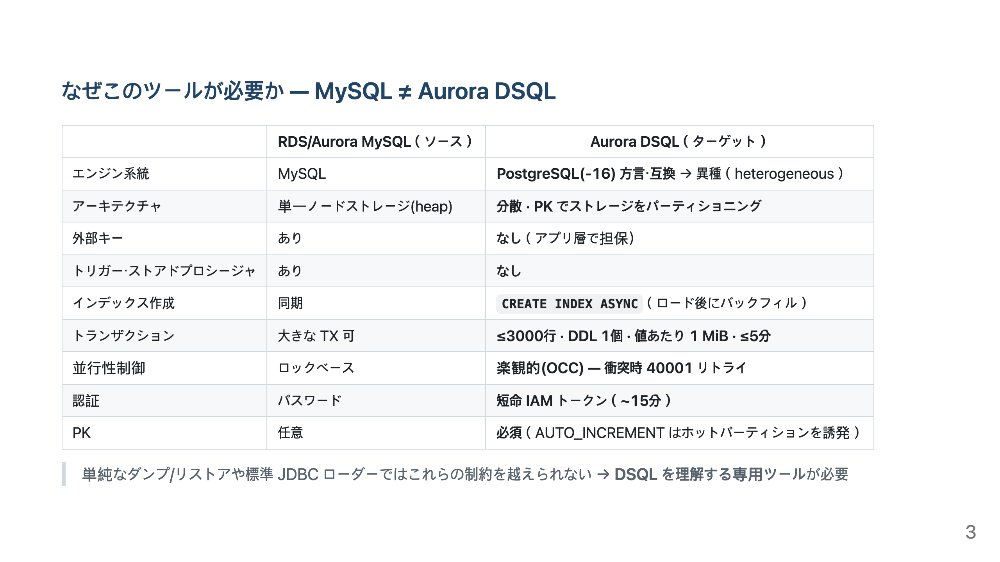 なぜこのツールが必要か — MySQL ≠ Aurora DSQL
RDS/Aurora MySQL（ソース） Aurora DSQL（ターゲット）
エンジン系統 MySQL PostgreSQL(-16) 方言·互換 → 異種（heterogeneous）
アーキテクチャ 単一ノードストレージ(heap) 分散 · PK でストレージをパーティショニング
外部キー あり なし（アプリ層で担保)
トリガー·ストアドプロシージャ あり なし
インデックス作成 同期 CREATE INDEX ASYNC（ロード後にバックフィル）
トランザクション 大きな TX 可 ≤3000行 · DDL 1個 · 値あたり 1 MiB · ≤5分
並行性制御 ロックベース 楽観的(OCC) — 衝突時 40001 リトライ
認証 パスワード 短命 IAM トークン（~15分）
PK 任意 必須（AUTO_INCREMENT はホットパーティションを誘発）
単純なダンプ/リストアや標準 JDBC ローダーではこれらの制約を越えられない → DSQL を理解する専用ツールが必要
3